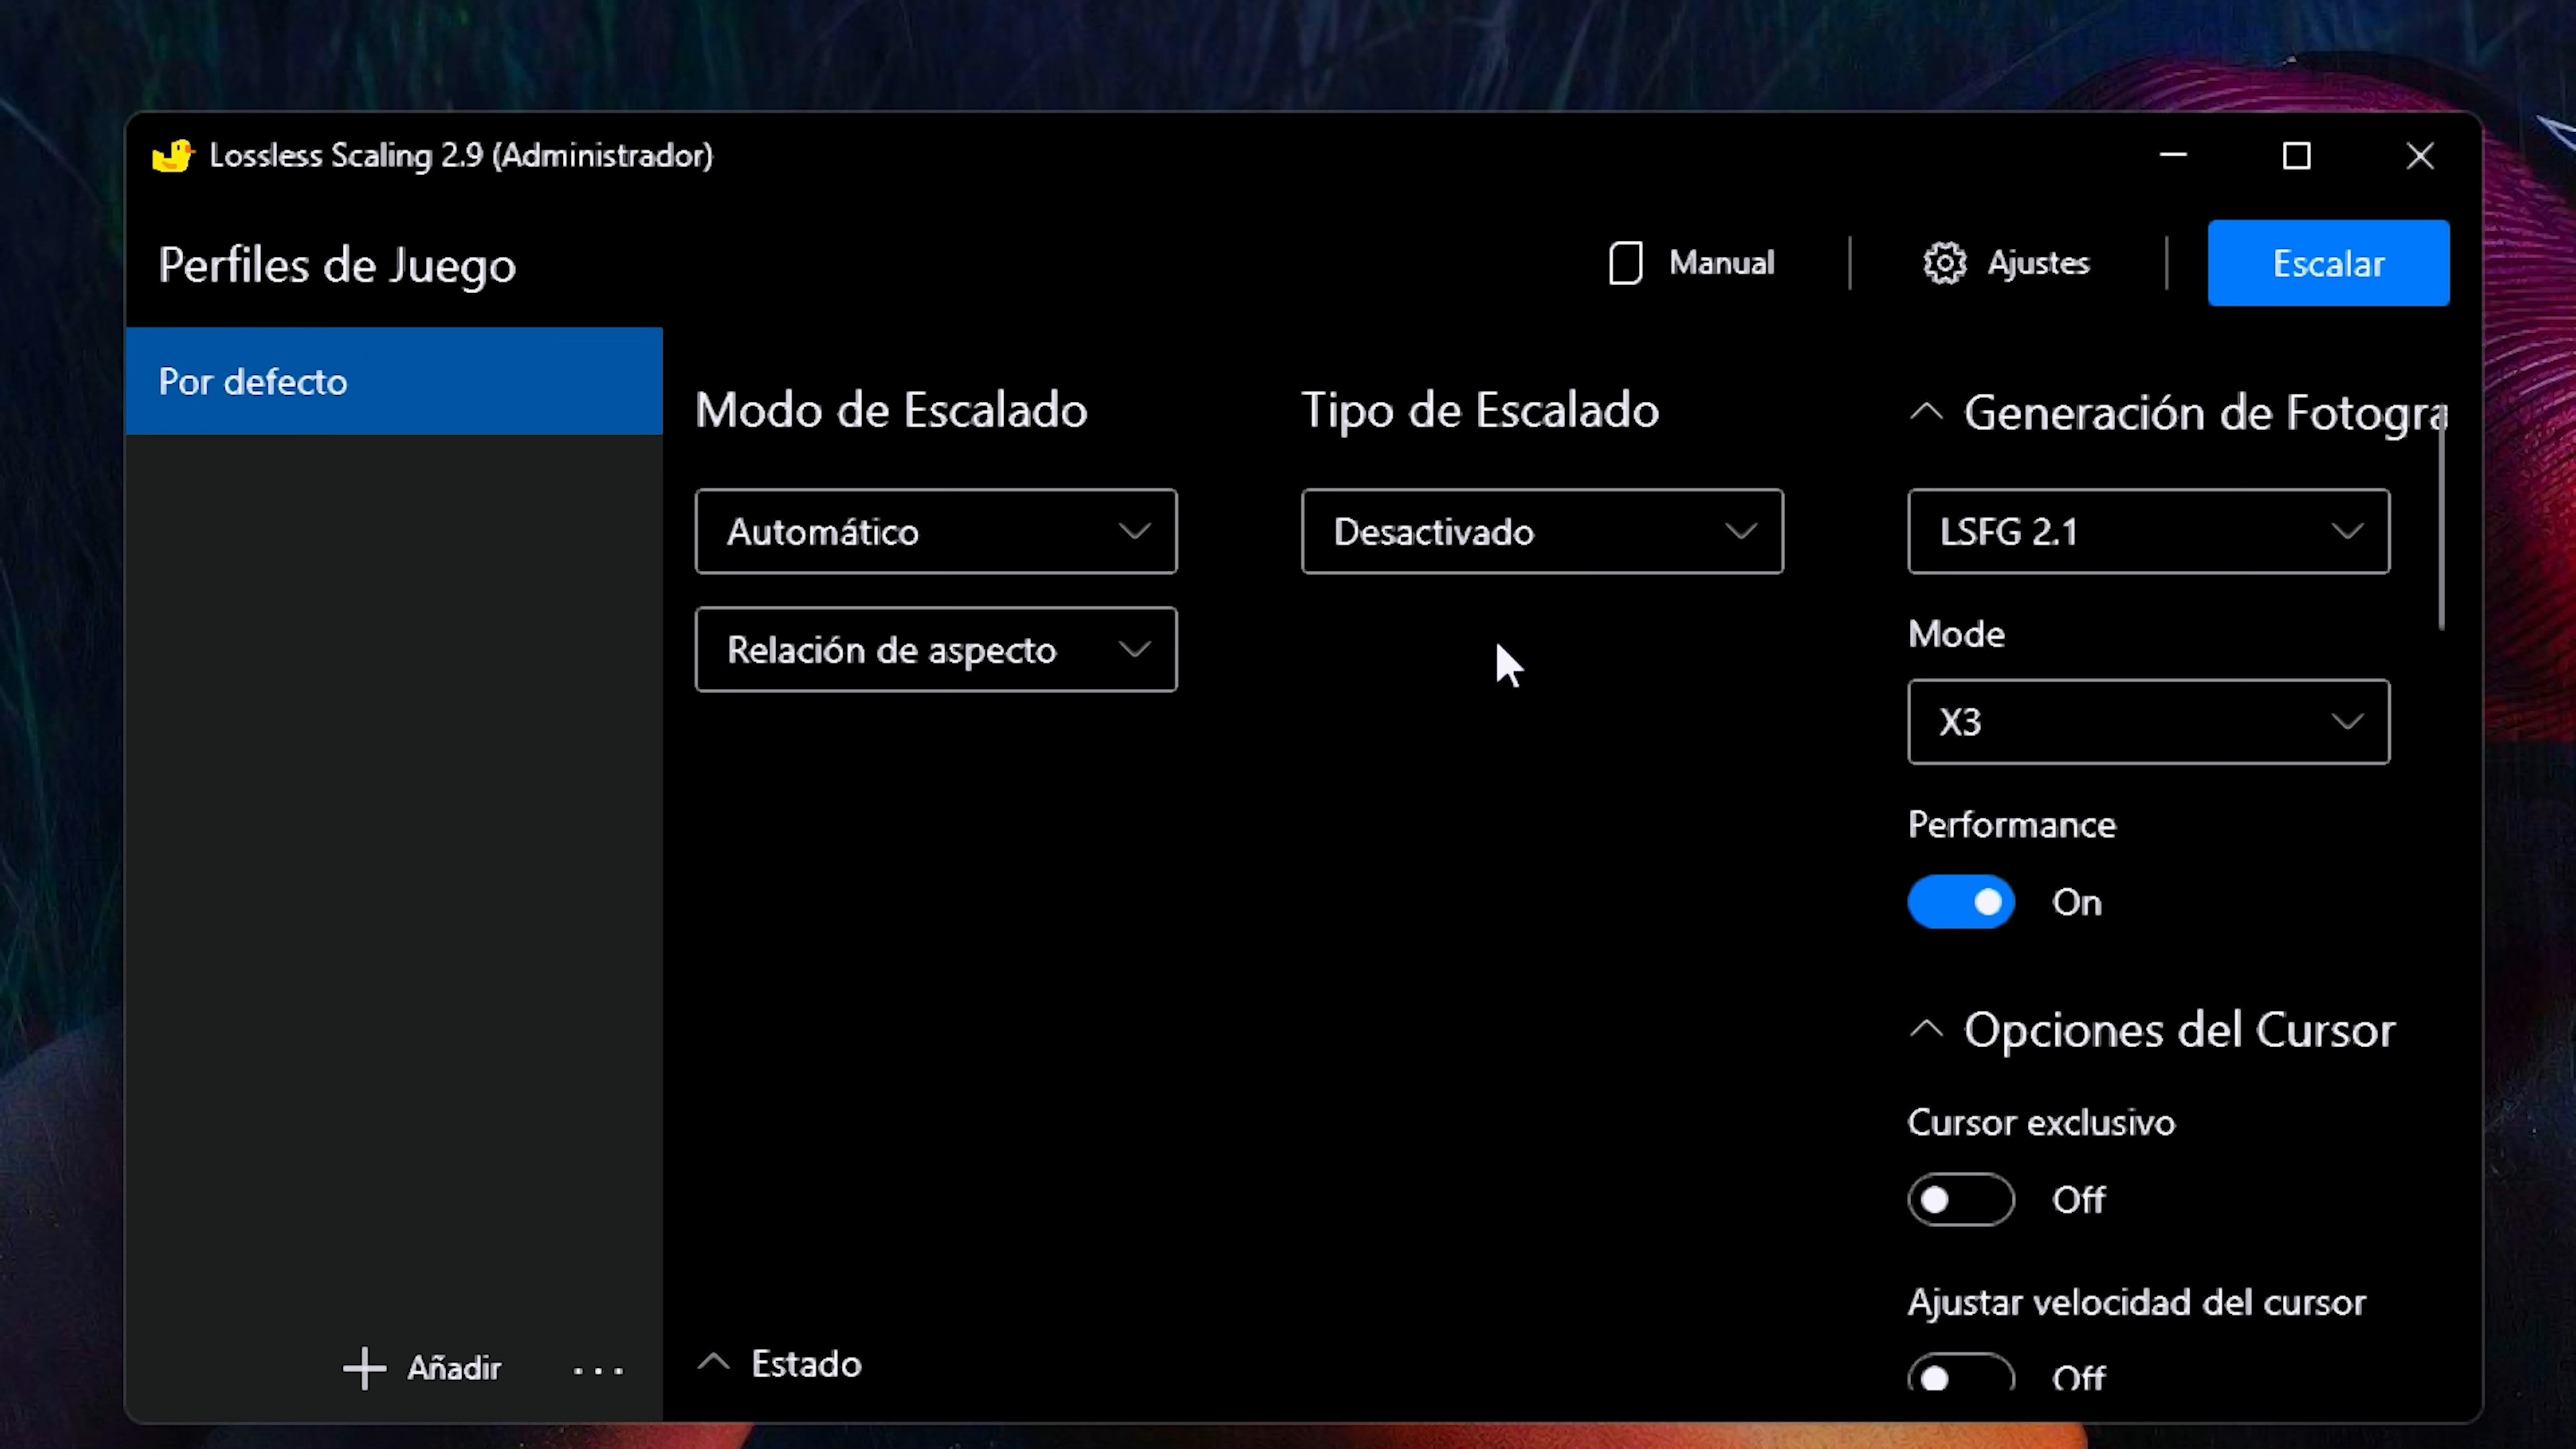 Lossless Scaling 2.9 (Administrador)
Perfiles de Juego
Manual
Ajustes
Escalar
Por defecto
Modo de Escalado
Automático
Relación de aspecto
Tipo de Escalado
Desactivado
Generación de Fotogra
LSFG 2.1
Mode
X3
Performance
On
Opciones del Cursor
Cursor exclusivo
Off
Ajustar velocidad del cursor
Off
Añadir
Estado